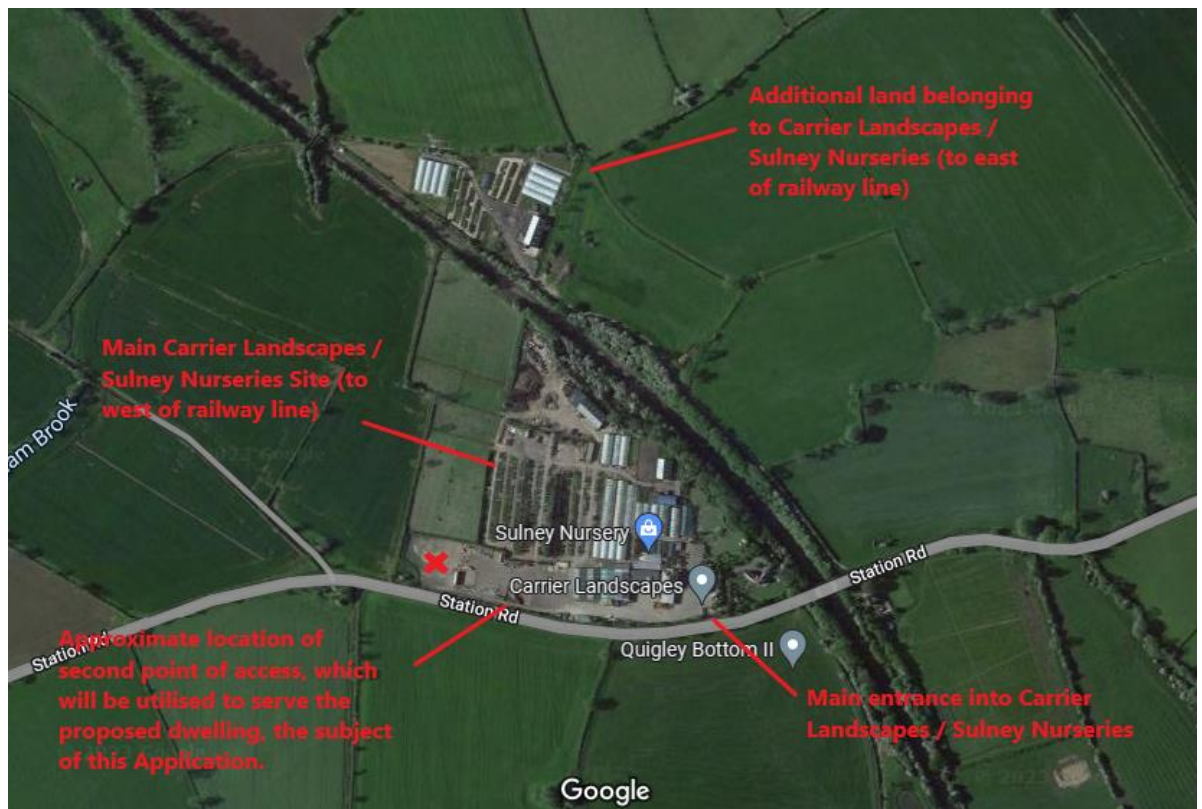 Additional land belonging
to Carrier Landscapes /
Sulney Nurseries (to east
of railway line)
Main Carrier Landscapes /
Sulney Nurseries Site (to
west of railway line)
am Brook
Sulney Nursery
Carrier Landscapes
Station Rd
Station Rd
Station Rd
Quigley Bottom II
Approximate location of
second point of access, which
will be utilised to serve the
proposed dwelling, the subject
of this Application.
Main entrance into Carrier
Landscapes / Sulney Nurseries
Google